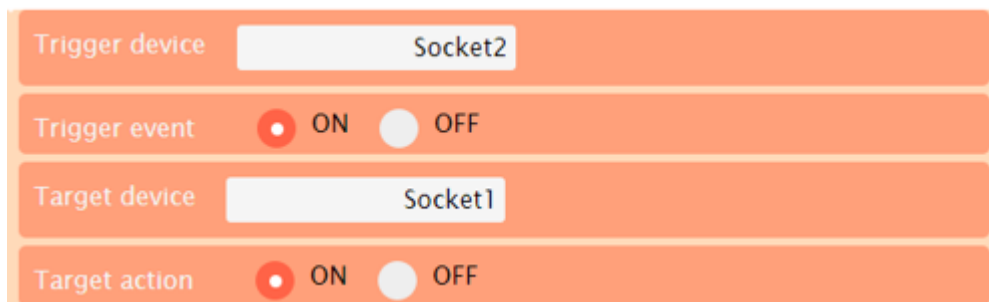 Trigger device Socket2
Trigger event ON OFF
Target device Socket1
Target action ON OFF